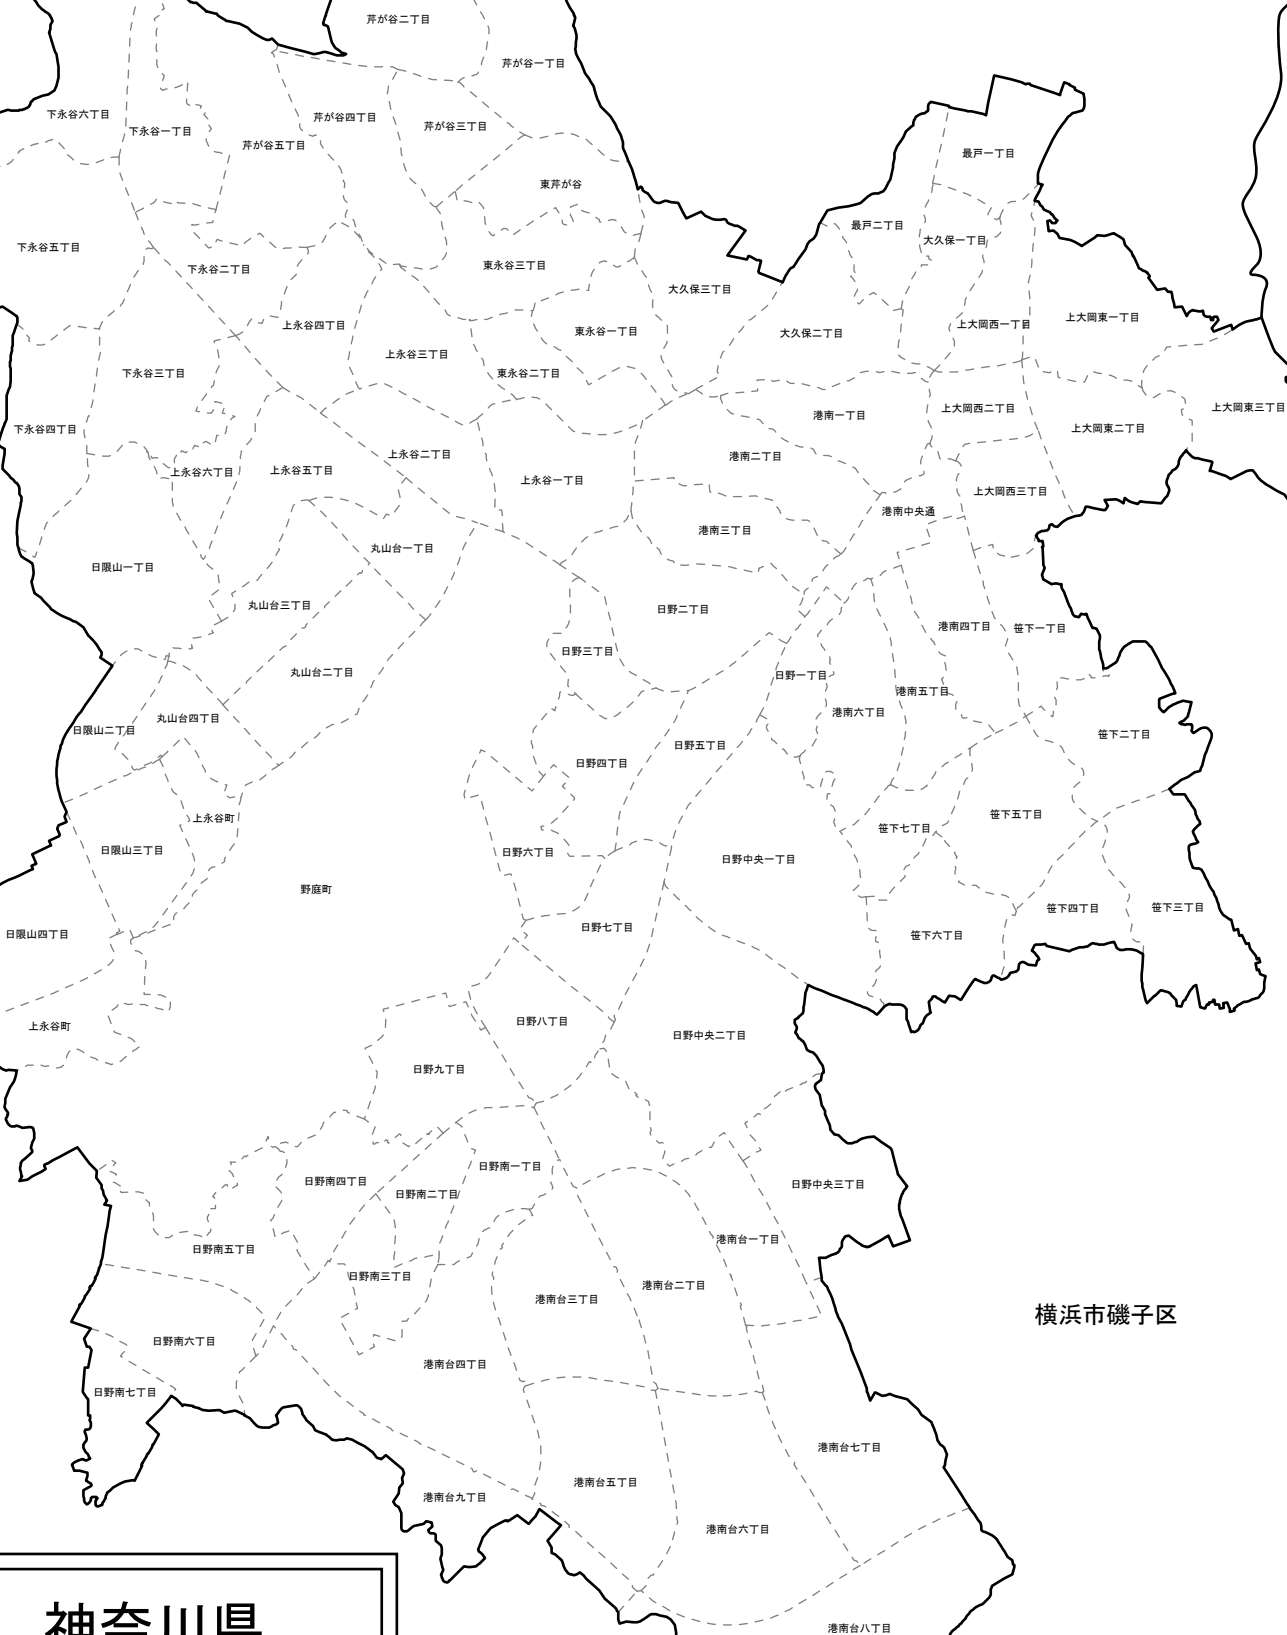 芹が谷二丁目
芹が谷一丁目
下永谷六丁目
下永谷一丁目
芹が谷四丁目
芹が谷三丁目
芹が谷五丁目
最戸一丁目
東芹が谷
最戸二丁目
大久保一丁目
下永谷五丁目
下永谷二丁目
東永谷三丁目
大久保三丁目
上永谷四丁目
東永谷一丁目
大久保二丁目
上大岡西一丁目
上大岡東一丁目
上永谷三丁目
下永谷三丁目
東永谷二丁目
上大岡西二丁目
上大岡東三丁目
港南一丁目
下永谷四丁目
上大岡東二丁目
上永谷二丁目
港南二丁目
上永谷六丁目
上永谷五丁目
上永谷一丁目
上大岡西三丁目
港南中央通
港南三丁目
丸山台一丁目
日限山一丁目
丸山台三丁目
日野二丁目
港南四丁目
笹下一丁目
日野三丁目
丸山台二丁目
日野一丁目
港南五丁目
港南六丁目
丸山台四丁目
日限山二丁目
笹下二丁目
日野五丁目
日野四丁目
上永谷町
笹下五丁目
笹下七丁目
日限山三丁目
日野六丁目
日野中央一丁目
野庭町
笹下四丁目
笹下三丁目
日野七丁目
日限山四丁目
笹下六丁目
上永谷町
日野八丁目
日野中央二丁目
日野九丁目
日野南一丁目
日野南四丁目
日野南二丁目
日野中央三丁目
港南台一丁目
日野南五丁目
日野南三丁目
港南台二丁目
港南台三丁目
横浜市磯子区
日野南六丁目
港南台四丁目
日野南七丁目
港南台七丁目
港南台五丁目
港南台九丁目
港南台六丁目
神奈川県
港南台八丁目